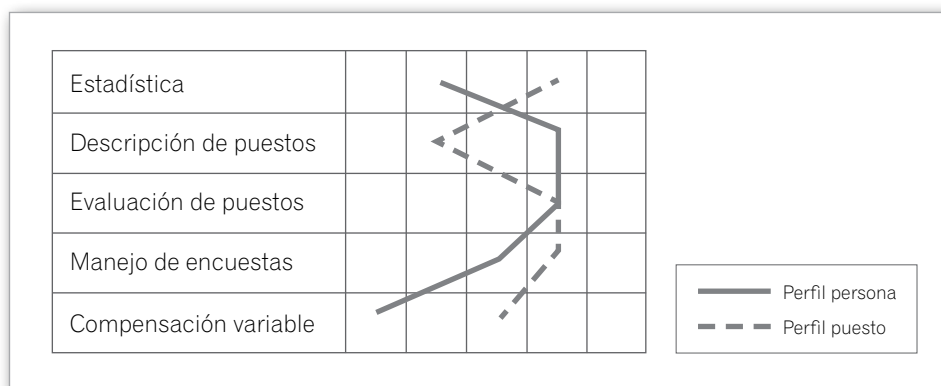 Estadística
Descripción de puestos
Evaluación de puestos
Manejo de encuestas
Compensación variable
Perfil persona
Perfil puesto